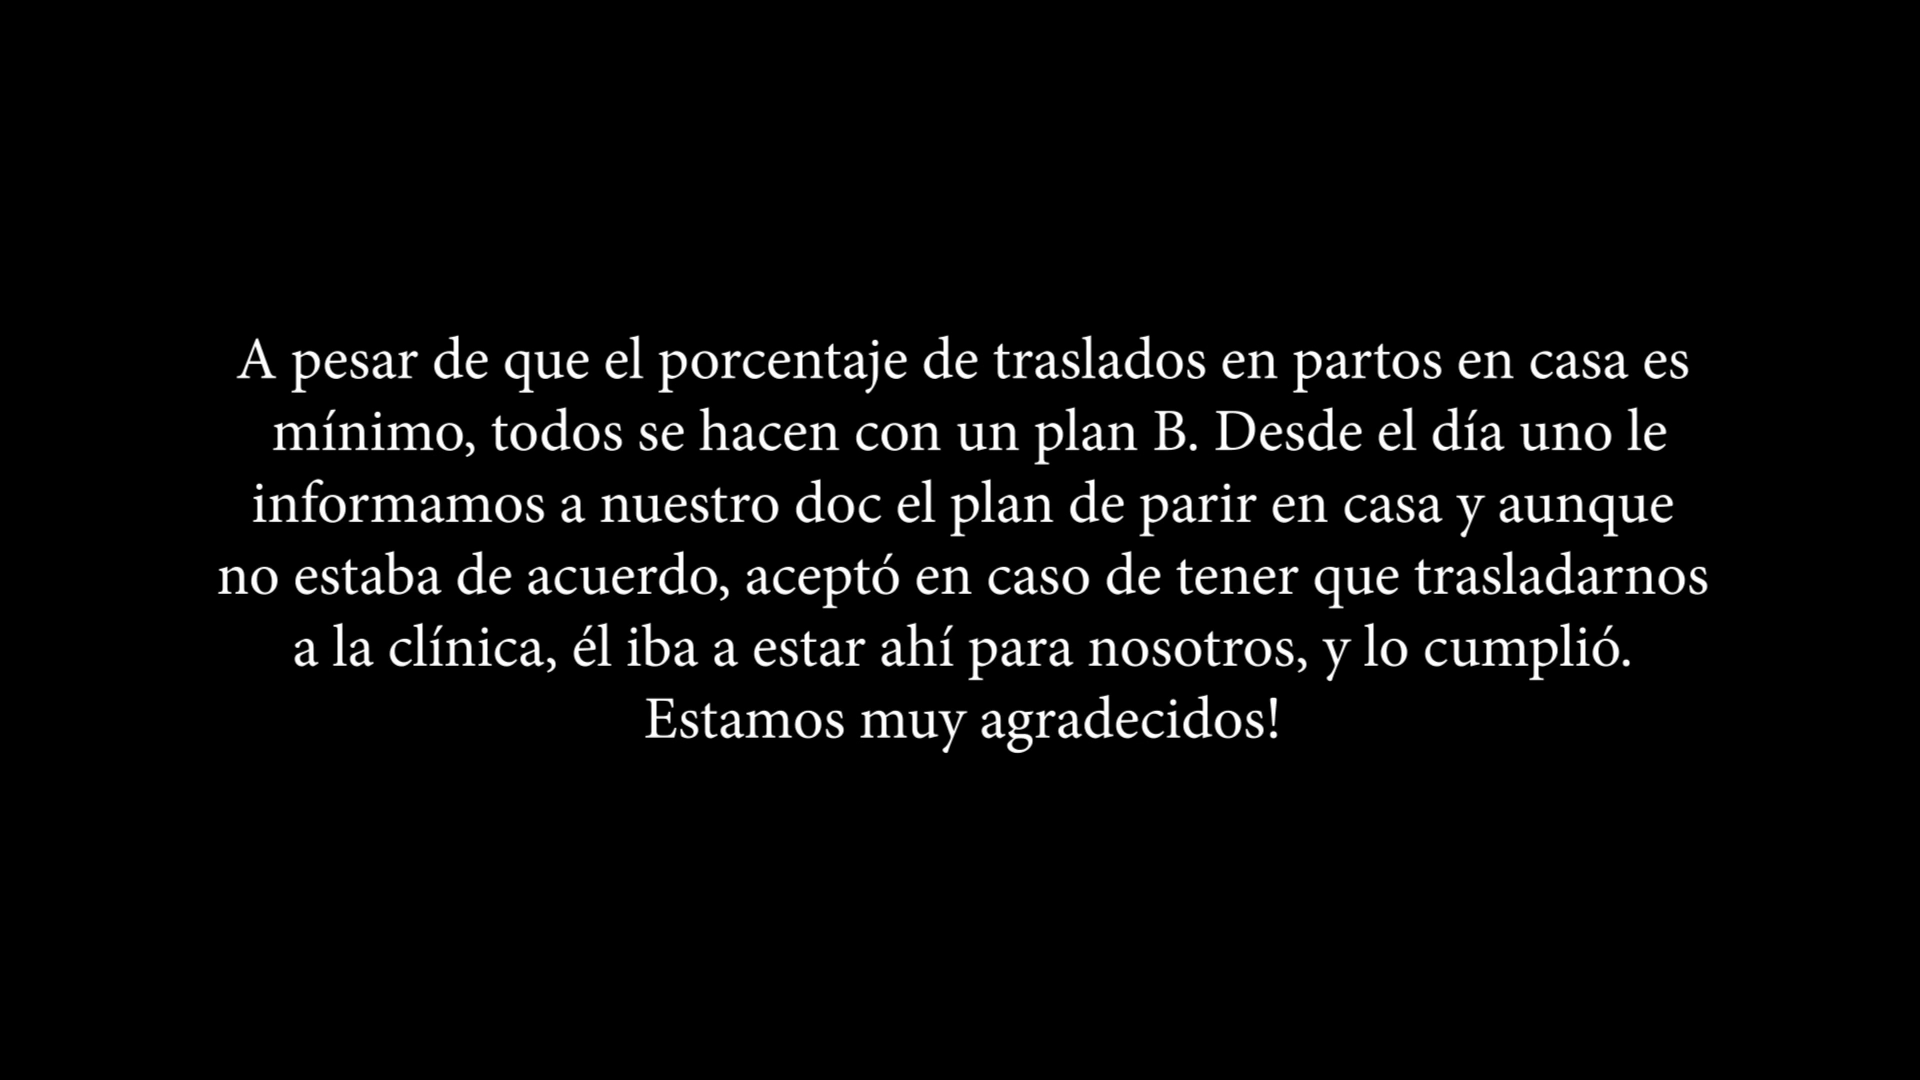 A pesar de que el porcentaje de traslados en partos en casa es
mínimo, todos se hacen con un plan B. Desde el día uno le
informamos a nuestro doc el plan de parir en casa y aunque
no estaba de acuerdo, aceptó en caso de tener que trasladarnos
a la clínica, él iba a estar ahí para nosotros, y lo cumplió.
Estamos muy agradecidos!